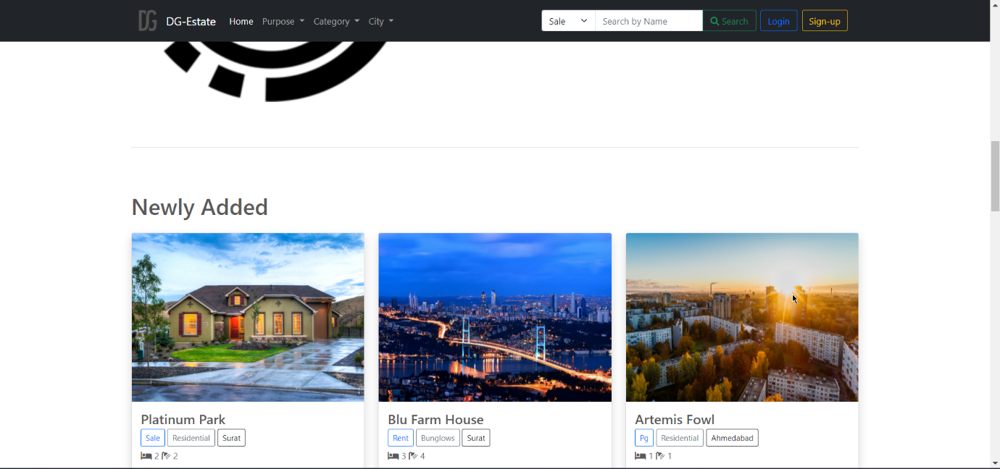 DG DG-Estate Home Purpose Category City Sale Search by Name Search Login Sign-up
Newly Added
Platinum Park
Sale Residential Surat
2 2
Blu Farm House
Rent Bunglows Surat
3 4
Artemis Fowl
Pg Residential Ahmedabad
1 1